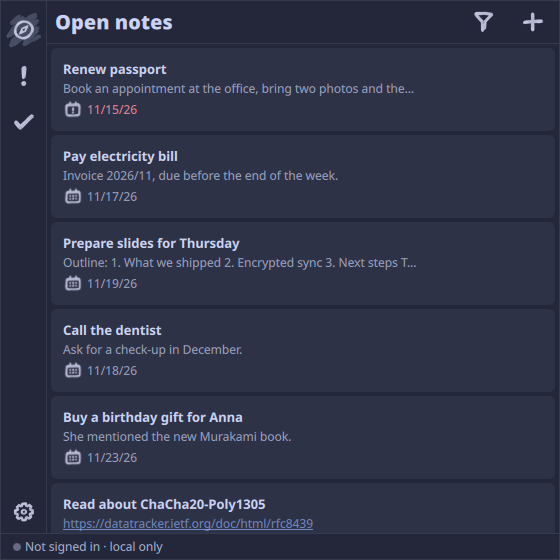 Open notes
Renew passport
Book an appointment at the office, bring two photos and the...
11/15/26
Pay electricity bill
Invoice 2026/11, due before the end of the week.
11/17/26
Prepare slides for Thursday
Outline: 1. What we shipped 2. Encrypted sync 3. Next steps T...
11/19/26
Call the dentist
Ask for a check-up in December.
11/18/26
Buy a birthday gift for Anna
She mentioned the new Murakami book.
11/23/26
Read about ChaCha20-Poly1305
https://datatracker.ietf.org/doc/html/rfc8439
Not signed in · local only